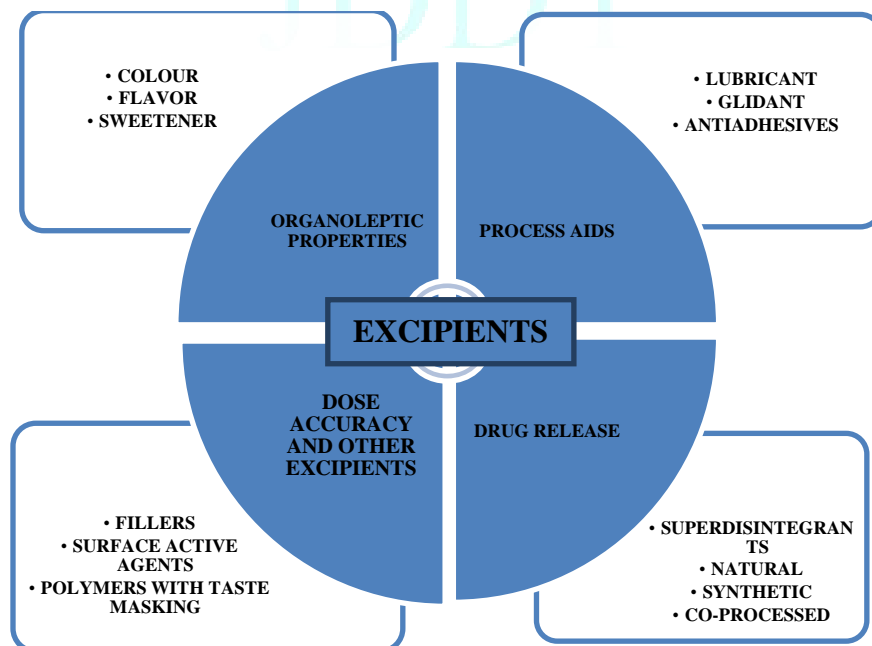 JDDT
• COLOUR
• FLAVOR
• SWEETENER
• LUBRICANT
• GLIDANT
• ANTIADHESIVES
ORGANOLEPTIC
PROPERTIES
PROCESS AIDS
EXCIPIENTS
DOSE
ACCURACY
AND OTHER
EXCIPIENTS
DRUG RELEASE
• FILLERS
• SURFACE ACTIVE
AGENTS
• POLYMERS WITH TASTE
MASKING
• SUPERDISINTEGRAN
TS
• NATURAL
• SYNTHETIC
• CO-PROCESSED